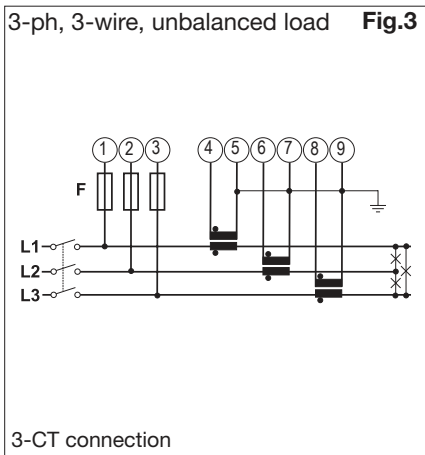 3-ph, 3-wire, unbalanced load Fig.3
1 2 3 4 5 6 7 8 9
F
L1
L2
L3
3-CT connection